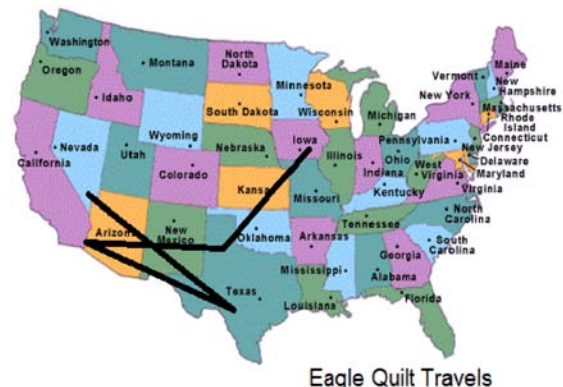 Washington
Oregon
Idaho
Montana
North
Dakota
South Dakota
Minnesota
Wisconsin
Michigan
Wyoming
Nevada
California
Utah
Colorado
Nebraska
Iowa
Illinois
Indiana
Ohio
Kansa
Missouri
Kentucky
West
Virginia
Virginia
Pennsylvania
New York
Vermont
Maine
New
Hampshire
Massachusetts
Rhode
Island
Connecticut
New Jersey
Delaware
Maryland
North
Carolina
South
Carolina
Tennessee
Arizona
New
Mexico
Oklahoma
Arkansas
Texas
Louisiana
Mississippi
Alabama
Georgia
Florida
Eagle Quilt Travels